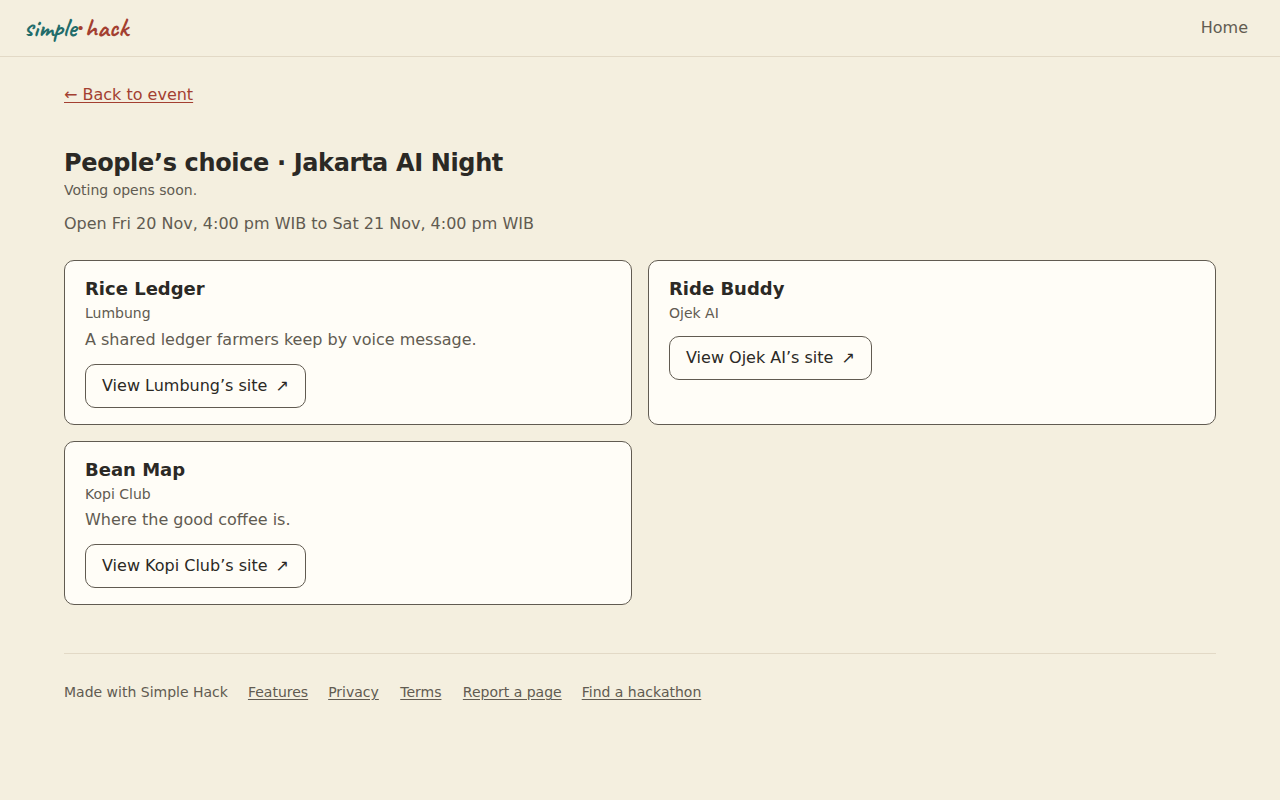 simple·hack
Home
← Back to event
People’s choice · Jakarta AI Night
Voting opens soon.
Open Fri 20 Nov, 4:00 pm WIB to Sat 21 Nov, 4:00 pm WIB
Rice Ledger
Lumbung
A shared ledger farmers keep by voice message.
View Lumbung’s site ↗
Ride Buddy
Ojek AI
View Ojek AI’s site ↗
Bean Map
Kopi Club
Where the good coffee is.
View Kopi Club’s site ↗
Made with Simple Hack Features Privacy Terms Report a page Find a hackathon